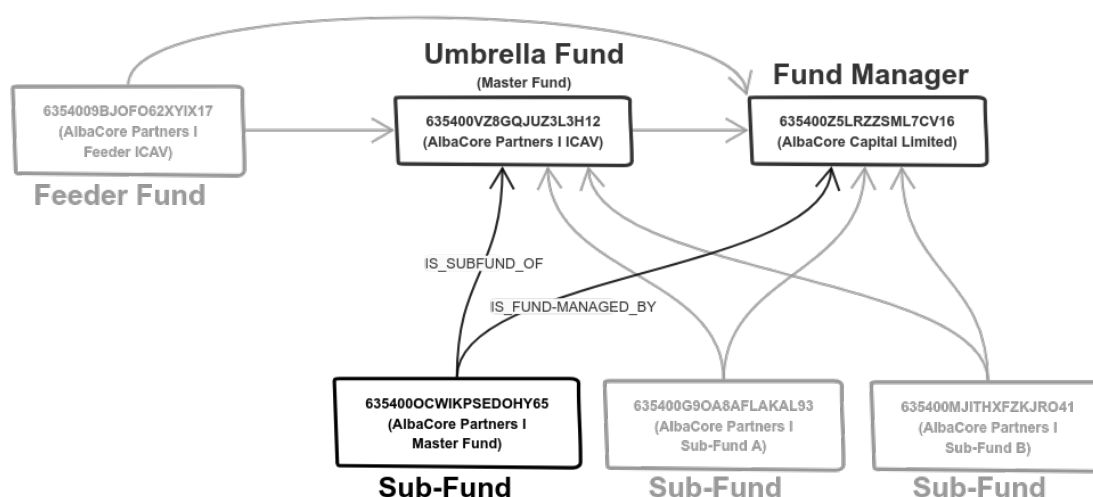 Umbrella Fund
(Master Fund)
Fund Manager
6354009BJOFO62XYIX17
(AlbaCore Partners I
Feeder ICAV)
Feeder Fund
635400VZ8GQJUZ3L3H12
(AlbaCore Partners I ICAV)
635400Z5LRZZSML7CV16
(AlbaCore Capital Limited)
IS_SUBFUND_OF
IS_FUND-MANAGED_BY
635400OCWIKPSEDOHY65
(AlbaCore Partners I
Master Fund)
Sub-Fund
635400G9OA8AFLAKAL93
(AlbaCore Partners I
Sub-Fund A)
Sub-Fund
635400MJITHXFZKJRO41
(AlbaCore Partners I
Sub-Fund B)
Sub-Fund